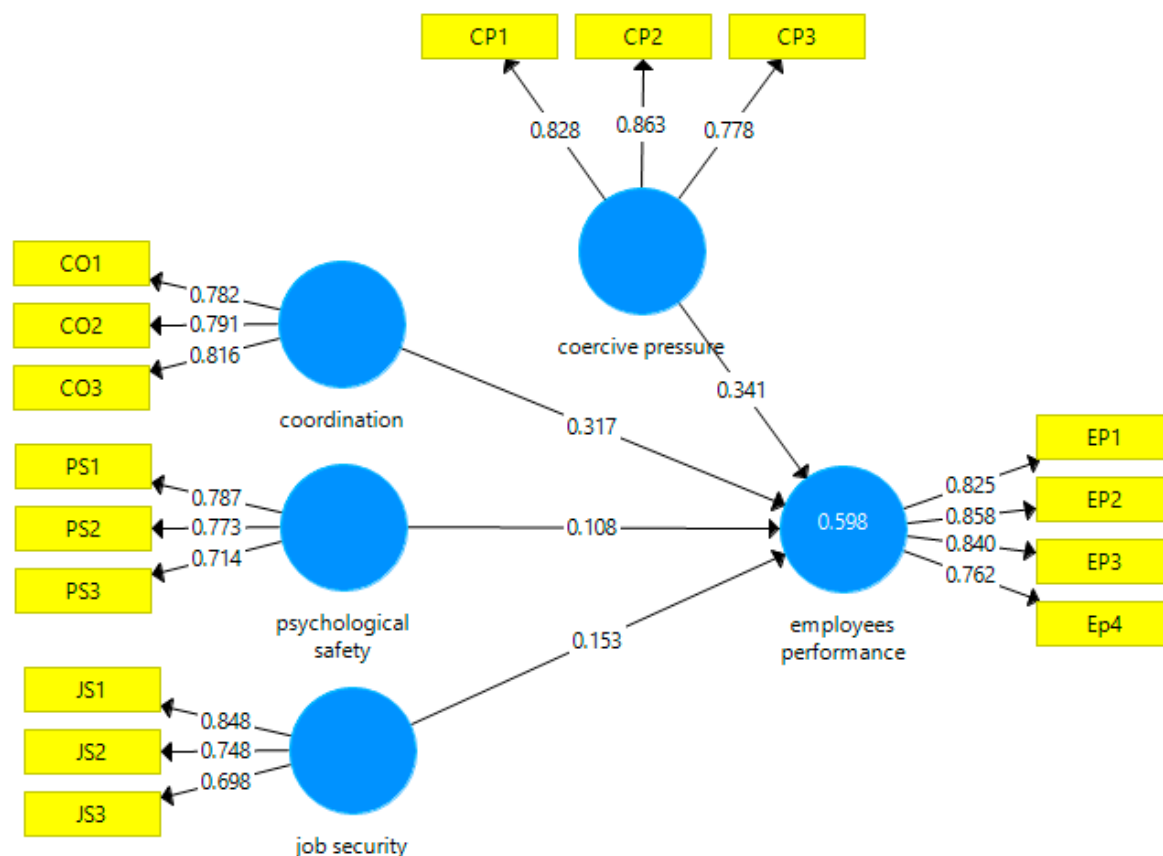 CP1
CP2
CP3
0.828
0.863
0.778
coercive pressure
0.341
CO1
CO2
CO3
0.782
0.791
0.816
coordination
0.317
PS1
PS2
PS3
0.787
0.773
0.714
psychological
safety
0.108
JS1
JS2
JS3
0.848
0.748
0.698
job security
0.153
0.598
employees
performance
0.825
0.858
0.840
0.762
EP1
EP2
EP3
Ep4